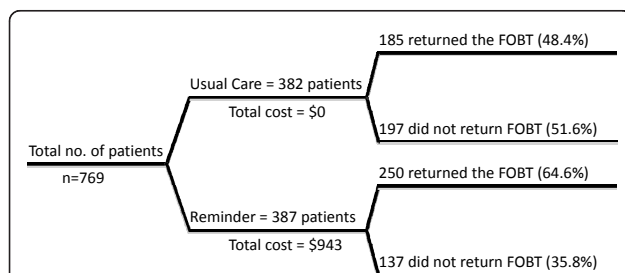 185 returned the FOBT (48.4%)
Usual Care = 382 patients
Total cost = $0
197 did not return FOBT (51.6%)
Total no. of patients
n=769
250 returned the FOBT (64.6%)
Reminder = 387 patients
Total cost = $943
137 did not return FOBT (35.8%)